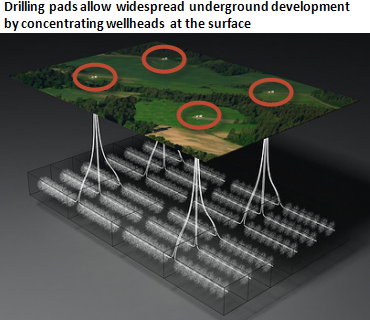 Drilling pads allow widespread underground development
by concentrating wellheads at the surface